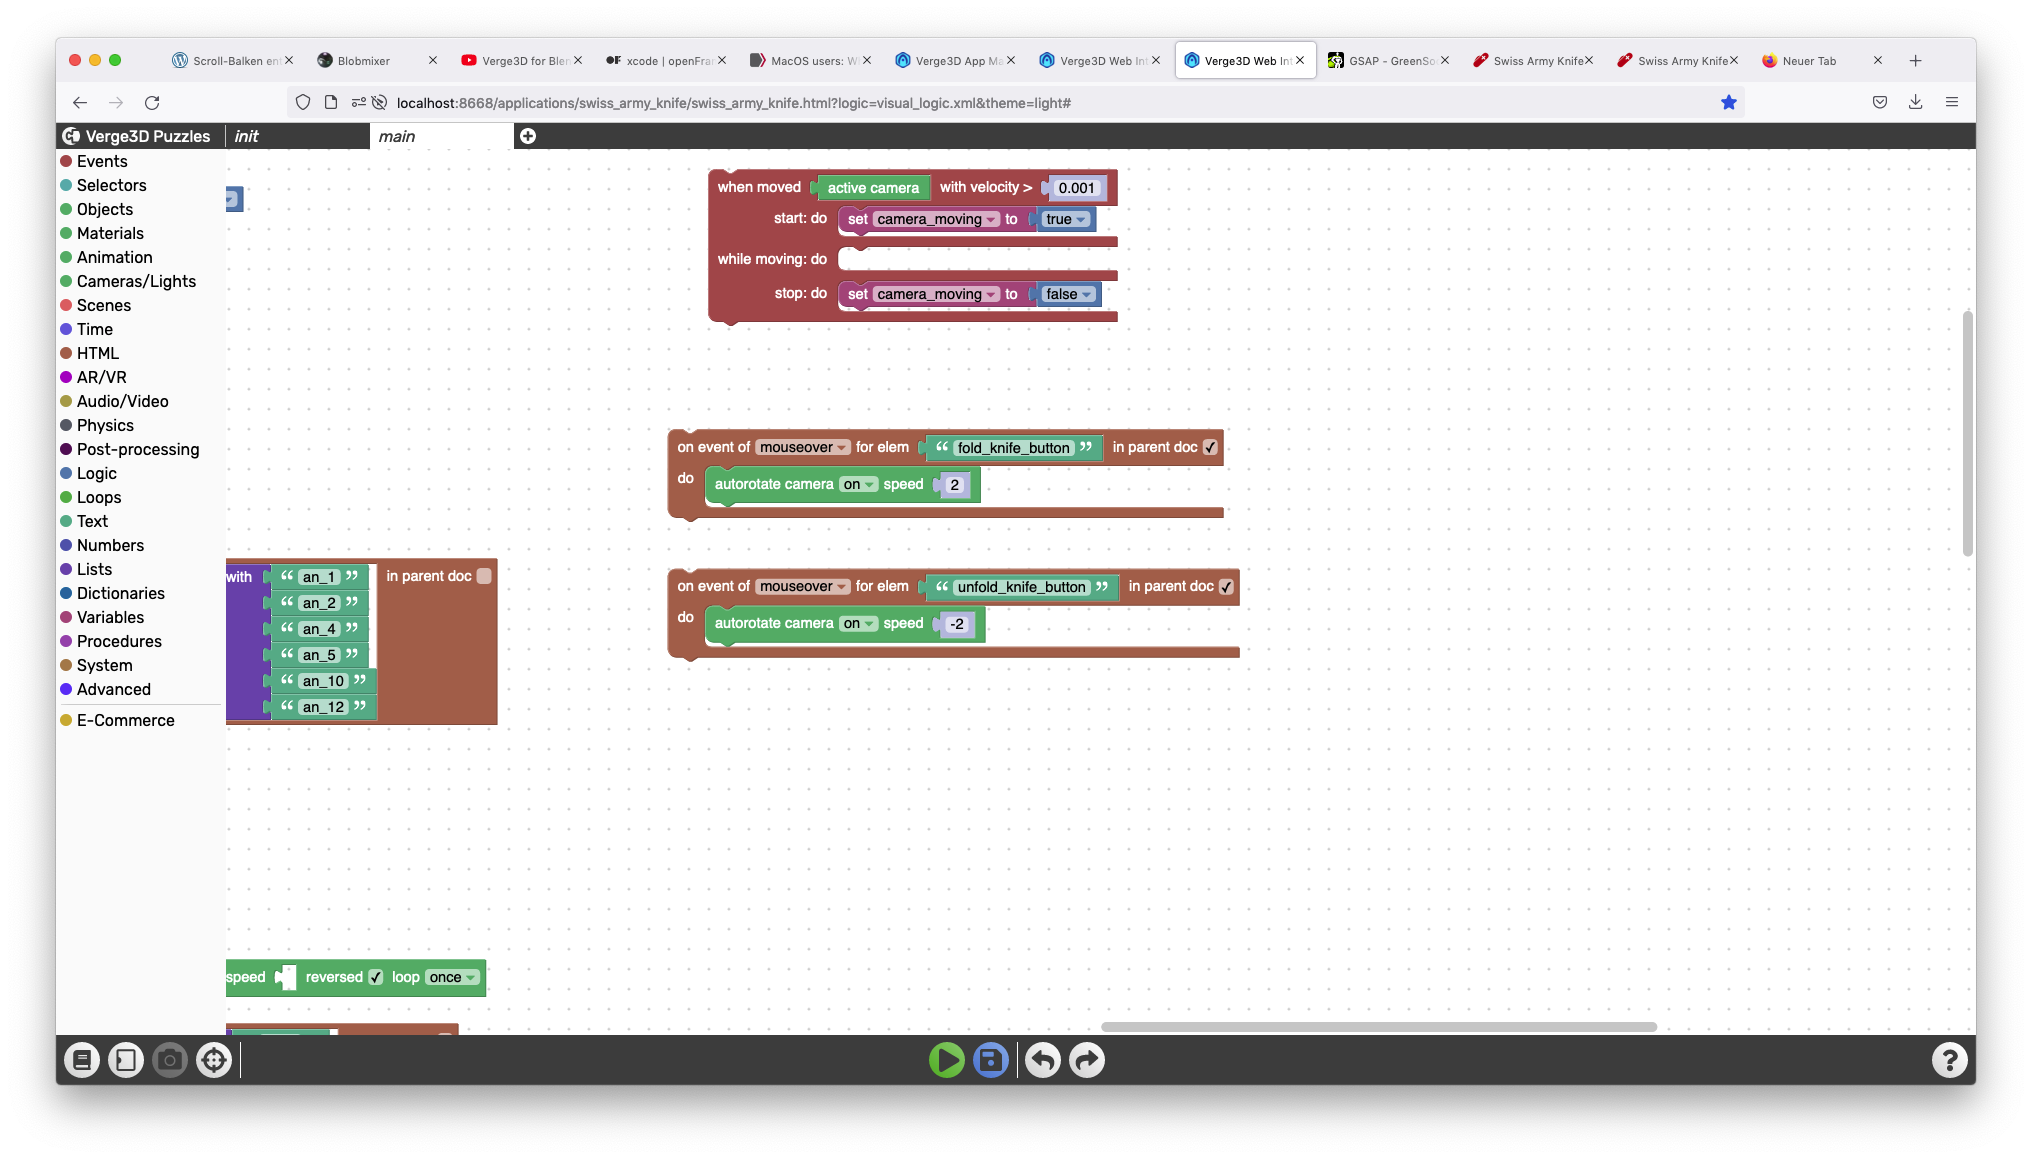 Scroll-Balken en
Blobmixer
Verge3D for Blen
xcode | openFra
MacOS users: W
Verge3D App Ma
Verge3D Web In
Verge3D Web In
GSAP - GreenSo
Swiss Army Knife
Swiss Army Knife
Neuer Tab
localhost:8668/applications/swiss_army_knife/swiss_army_knife.html?logic=visual_logic.xml&theme=light#
Verge3D Puzzles
init
main
Events
Selectors
Objects
Materials
Animation
Cameras/Lights
Scenes
Time
HTML
AR/VR
Audio/Video
Physics
Post-processing
Logic
Loops
Text
Numbers
Lists
Dictionaries
Variables
Procedures
System
Advanced
E-Commerce
when moved active camera with velocity > 0.001
start: do set camera_moving to true
while moving: do
stop: do set camera_moving to false
on event of mouseover for elem “ fold_knife_button ” in parent doc ✓
do autorotate camera on speed 2
on event of mouseover for elem “ unfold_knife_button ” in parent doc ✓
do autorotate camera on speed -2
with “ an_1 ” in parent doc
“ an_2 ”
“ an_4 ”
“ an_5 ”
“ an_10 ”
“ an_12 ”
speed reversed ✓ loop once
?